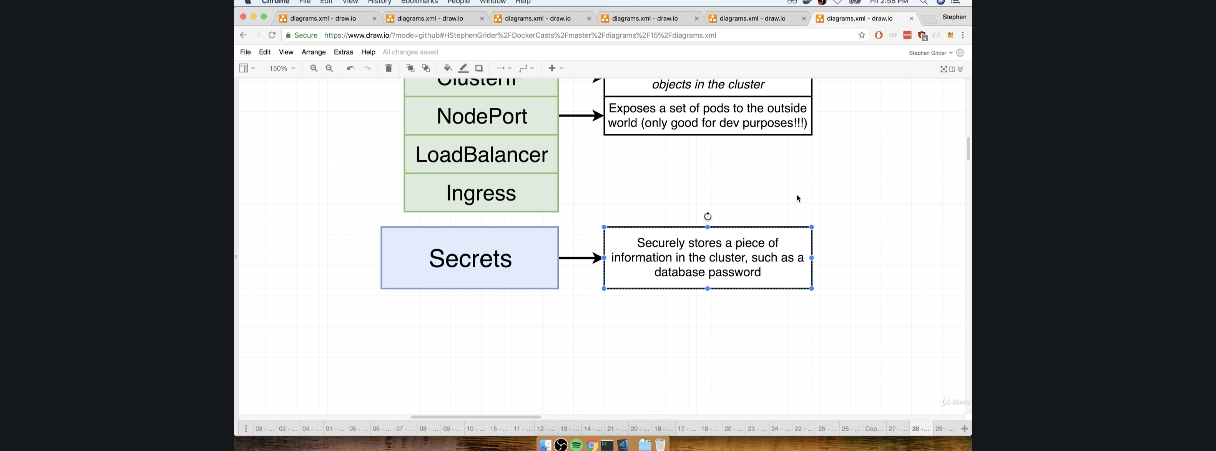 Chrome File Edit View History Bookmarks People Window Help Fri 2:58 PM
diagrams.xml - draw.io diagrams.xml - draw.io diagrams.xml - draw.io diagrams.xml - draw.io diagrams.xml - draw.io diagrams.xml - draw.io Stephen
Secure https://www.draw.io/?mode=github#HStephenGrider%2FDockerCasts%2Fmaster%2Fdiagrams%2F15%2Fdiagrams.xml
File Edit View Arrange Extras Help All changes saved Stephen Grider
150%
ClusterIP
objects in the cluster
NodePort
Exposes a set of pods to the outside
world (only good for dev purposes!!!)
LoadBalancer
Ingress
Secrets
Securely stores a piece of
information in the cluster, such as a
database password
03 - ... 02 - ... 04 - ... 01 - ... 05 - ... 06 - ... 07 - ... 08 - ... 09 - ... 10 - ... 15 - ... 11 - ... 12 - ... 13 - ... 14 - ... 21 - ... 16 - ... 17 - ... 18 - ... 19 - ... 20 - ... 23 - ... 24 - ... 22 - ... 25 - ... 26 - ... Cop... 27 - ... 28 - ... 29 - ...